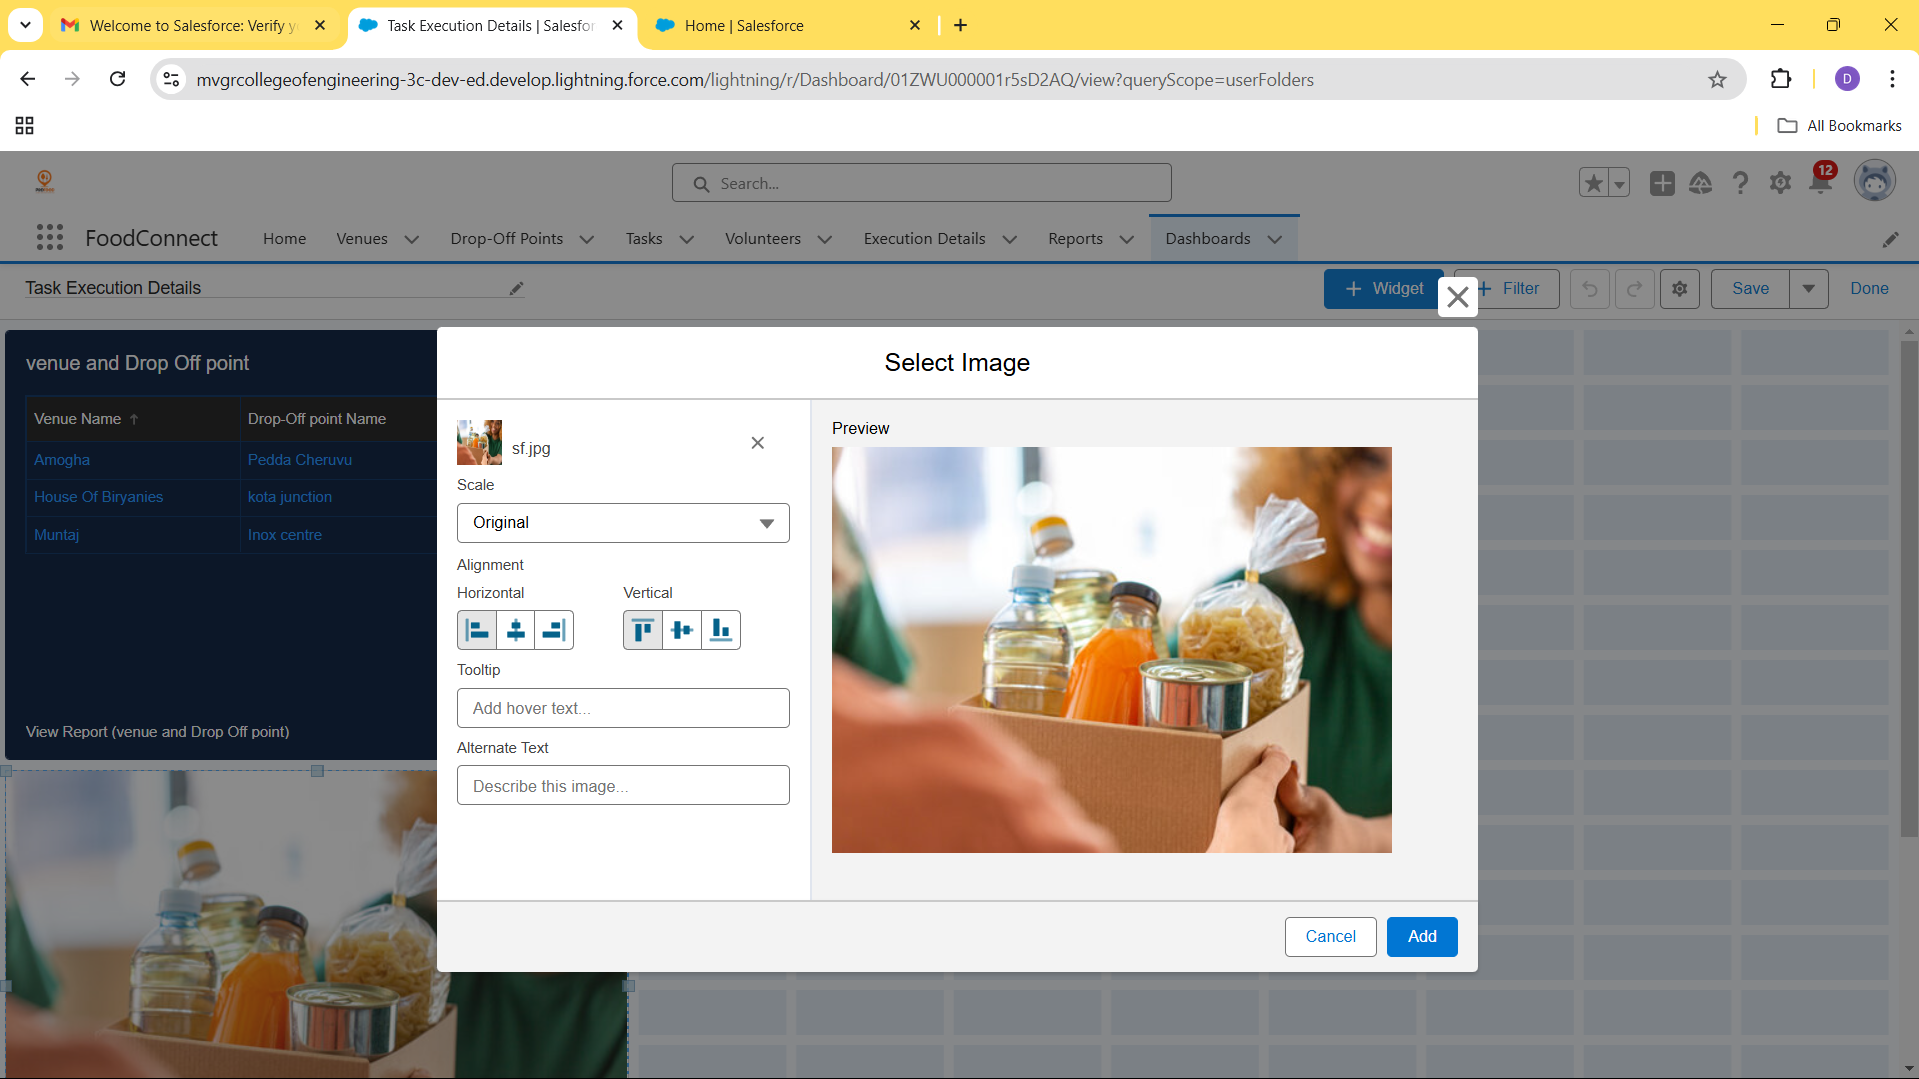 Welcome to Salesforce: Verify y
Task Execution Details | Salesfor
Home | Salesforce
mvgrcollegeofengineering-3c-dev-ed.develop.lightning.force.com/lightning/r/Dashboard/01ZWU000001r5sD2AQ/view?queryScope=userFolders
D
All Bookmarks
Search...
12
FoodConnect
Home
Venues
Drop-Off Points
Tasks
Volunteers
Execution Details
Reports
Dashboards
Task Execution Details
+ Widget
+ Filter
Save
Done
venue and Drop Off point
Venue Name ↑
Drop-Off point Name
Amogha
Pedda Cheruvu
House Of Biryanies
kota junction
Muntaj
Inox centre
View Report (venue and Drop Off point)
Select Image
sf.jpg
Scale
Original
Alignment
Horizontal
Vertical
Tooltip
Add hover text...
Alternate Text
Describe this image...
Preview
Cancel
Add